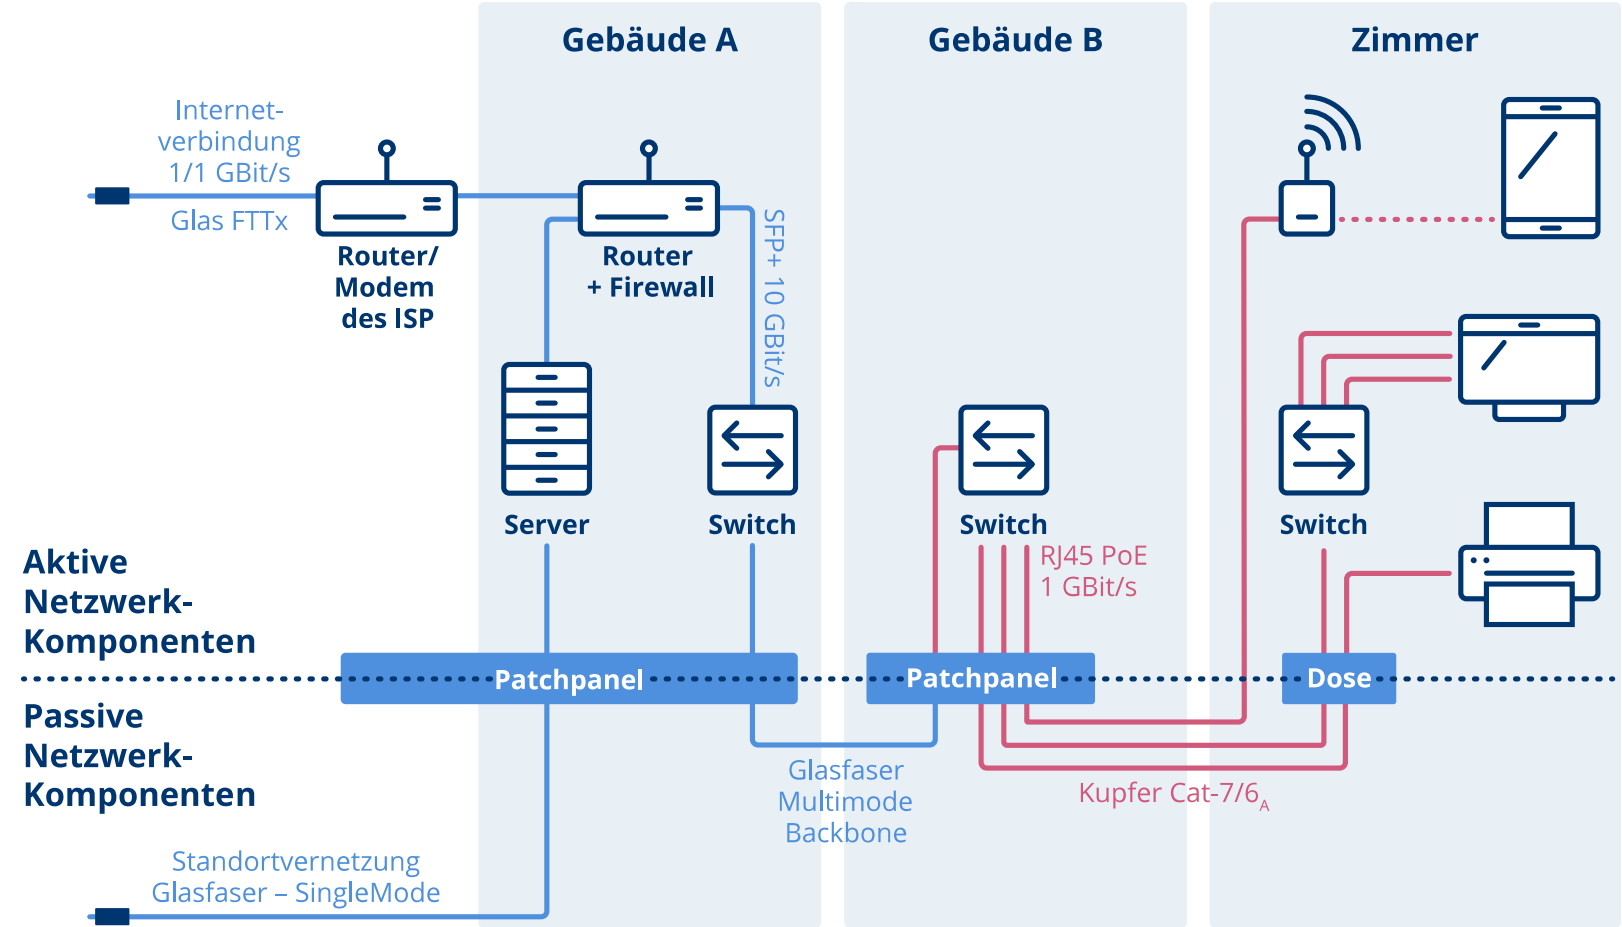 Gebäude A
Gebäude B
Zimmer
Internet-
verbindung
1/1 GBit/s
Glas FTTx
Router/
Modem
des ISP
Router
+ Firewall
SFP+ 10 GBit/s
Server
Switch
Switch
RJ45 PoE
1 GBit/s
Switch
Aktive
Netzwerk-
Komponenten
Patchpanel
Patchpanel
Dose
Passive
Netzwerk-
Komponenten
Glasfaser
Multimode
Backbone
Kupfer Cat-7/6A
Standortvernetzung
Glasfaser – SingleMode